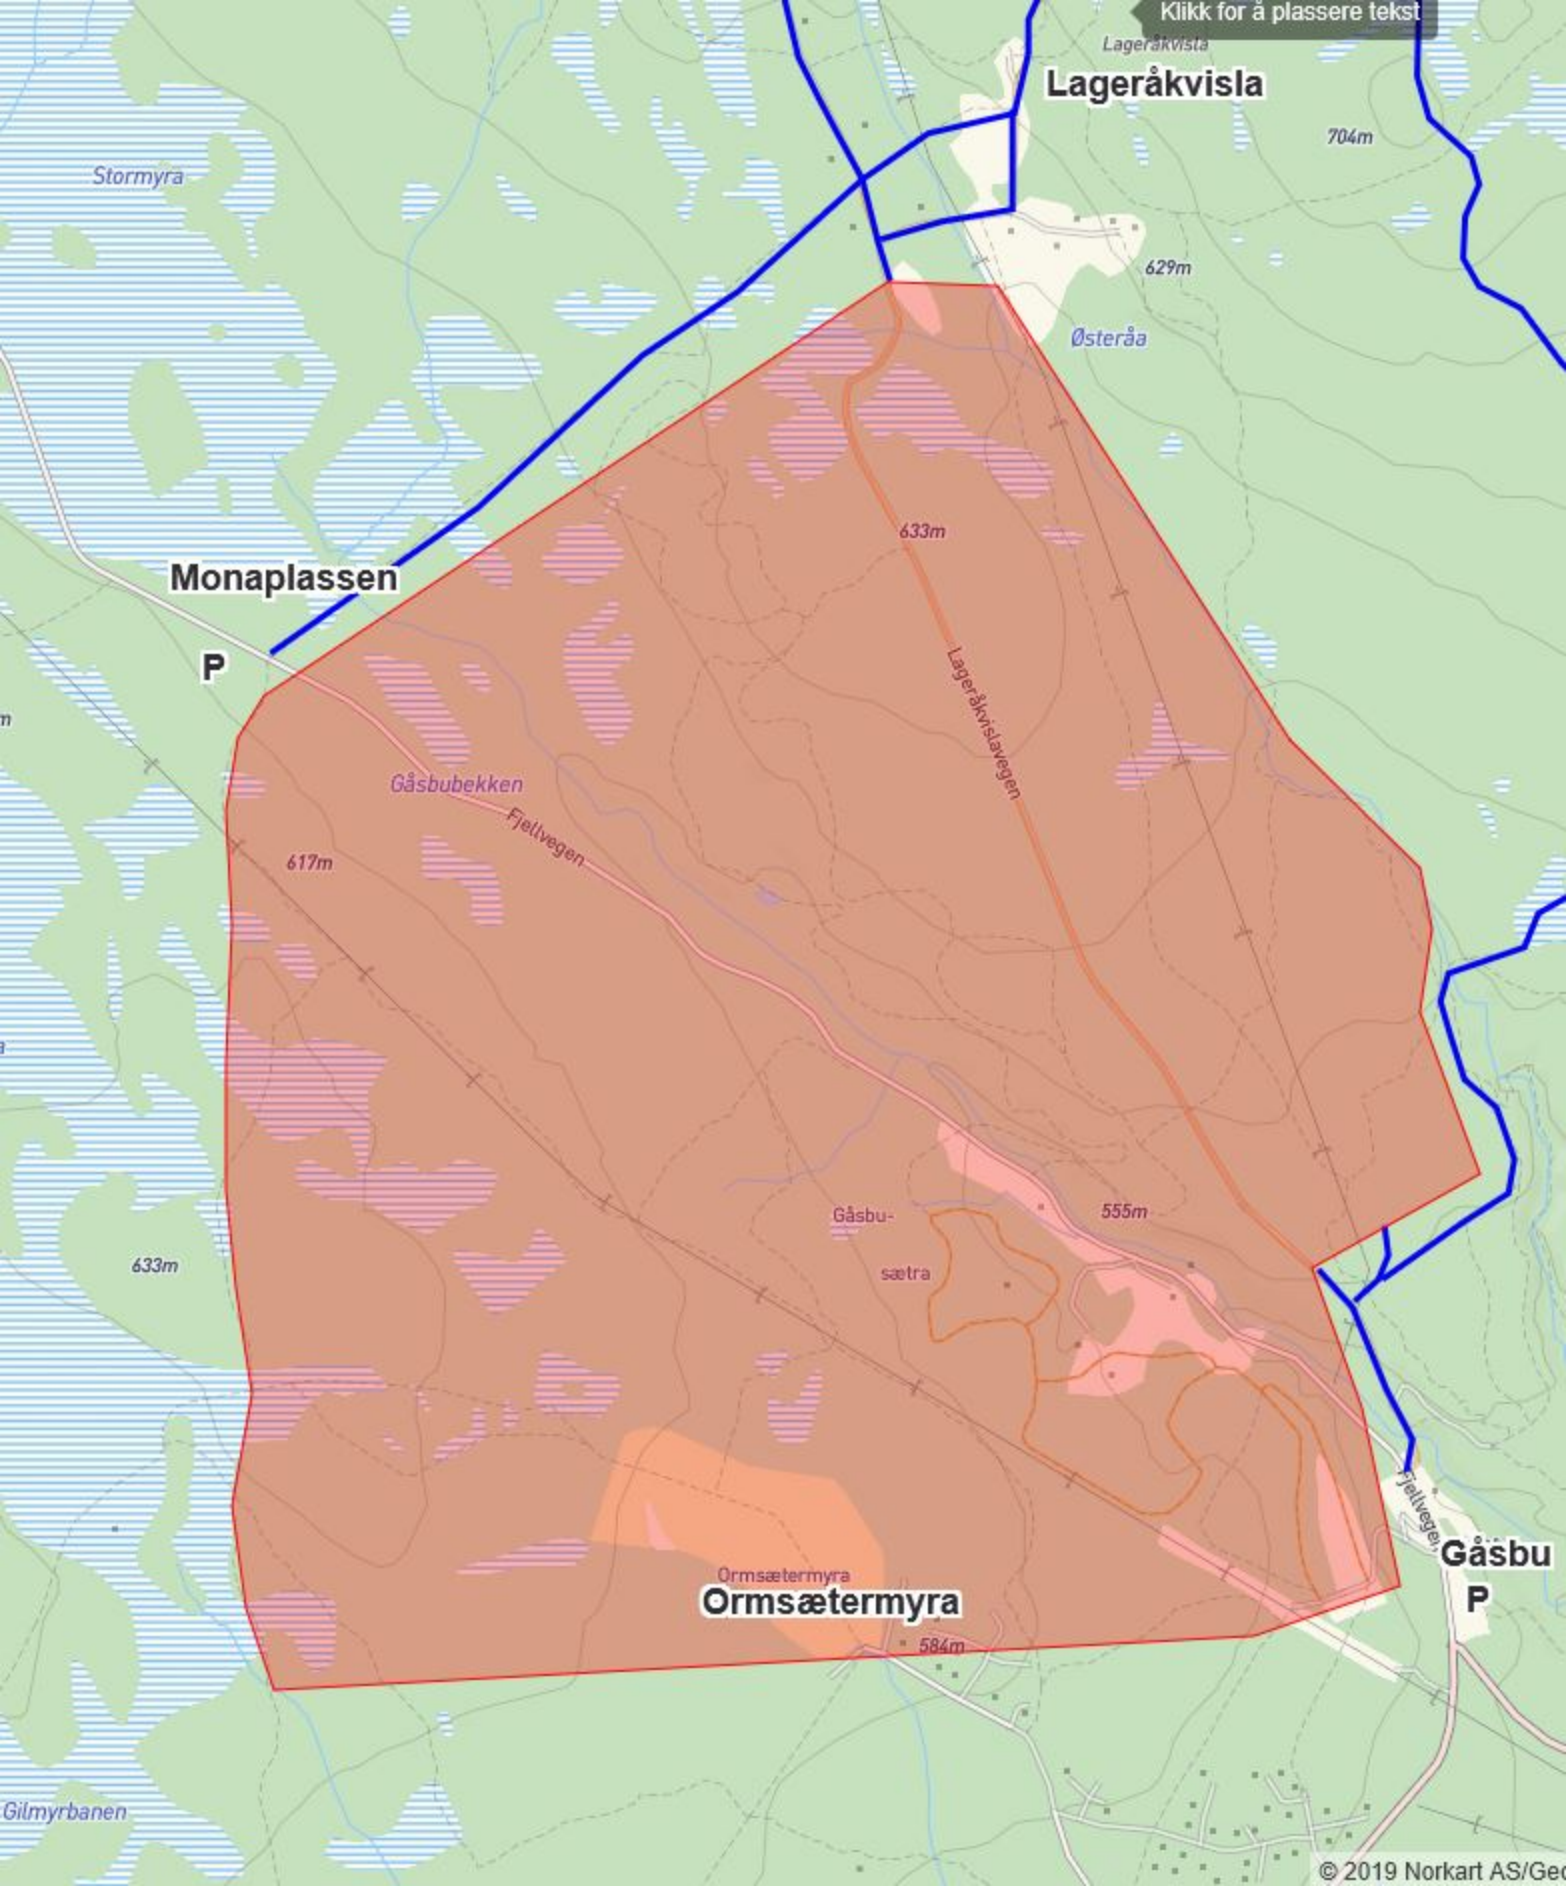 Klikk for å plassere tekst
Lageråkvisla
Lageråkvisla
704m
Stormyra
629m
Østeråa
633m
Monaplassen
P
Lageråkvislavegen
Gåsbubekken
Fjellvegen
617m
Gåsbu-
sætra
555m
633m
Fjellvegen
Gåsbu
P
Ormsætermyra
Ormsætermyra
584m
Gilmyrbanen
© 2019 Norkart AS/Geo